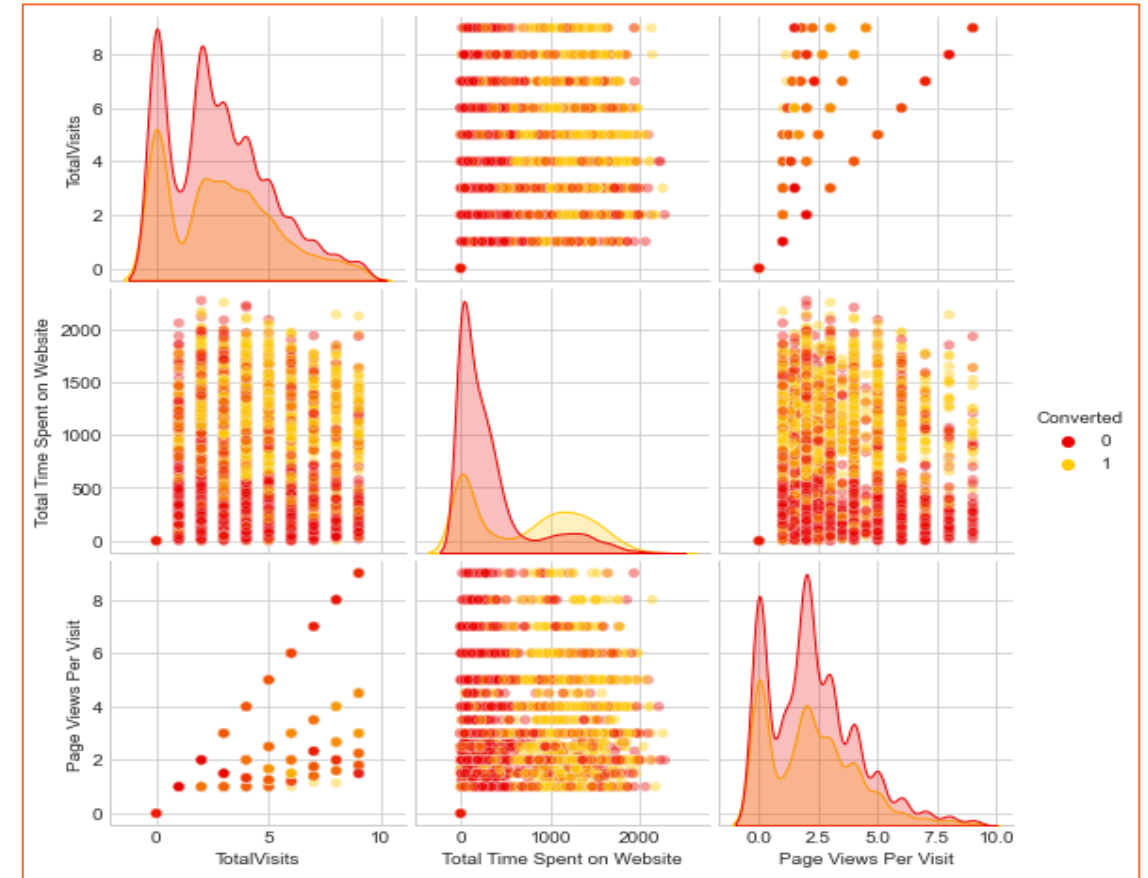 TotalVisits
8
6
4
2
0
Total Time Spent on Website
2000
1500
1000
500
0
Converted
0
1
Page Views Per Visit
8
6
4
2
0
0 5 10
0 1000 2000
0.0 2.5 5.0 7.5 10.0
TotalVisits
Total Time Spent on Website
Page Views Per Visit